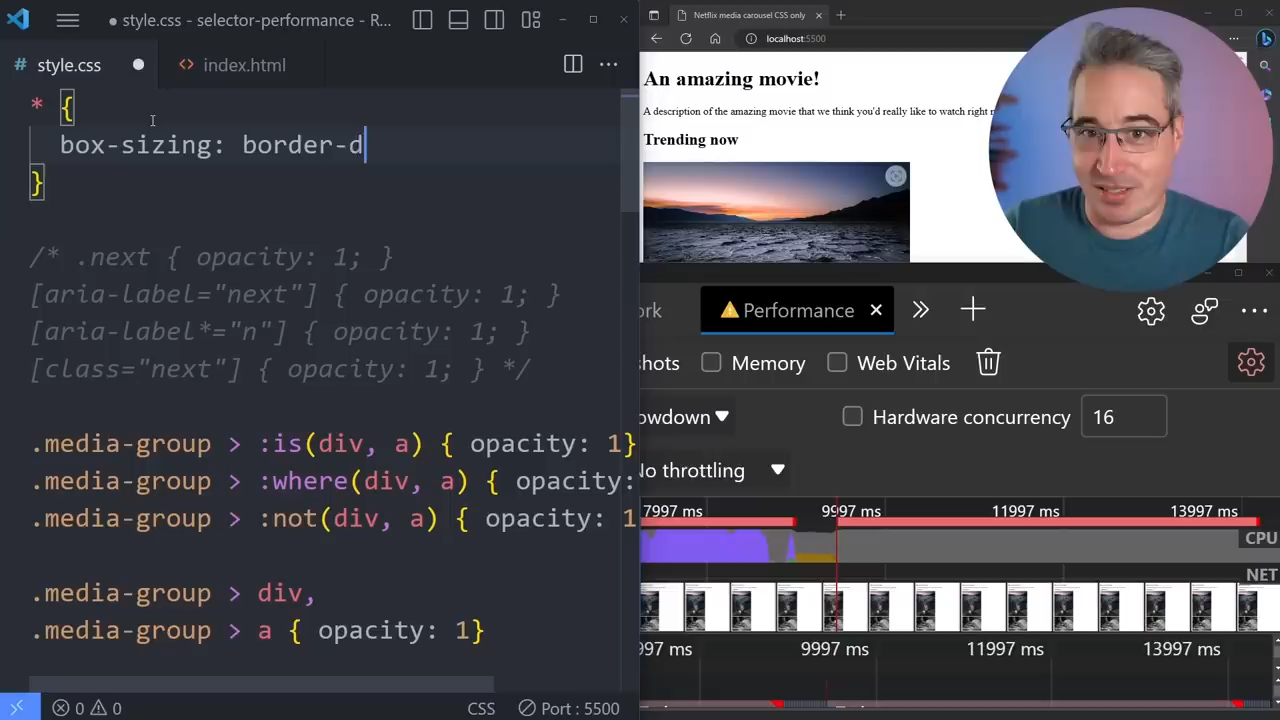 style.css - selector-performance - R...
# style.css
<> index.html
* {
box-sizing: border-d
}
/* .next { opacity: 1; }
[aria-label="next"] { opacity: 1; }
[aria-label*="n"] { opacity: 1; }
[class="next"] { opacity: 1; } */
.media-group > :is(div, a) { opacity: 1}
.media-group > :where(div, a) { opacity:
.media-group > :not(div, a) { opacity: 1
.media-group > div,
.media-group > a { opacity: 1}
0 0
CSS
Port : 5500
Netflix media carousel CSS only
localhost:5500
An amazing movie!
A description of the amazing movie that we think you'd really like to watch right
Trending now
rk
Performance
shots
Memory
Web Vitals
owdown
Hardware concurrency
16
No throttling
7997 ms
9997 ms
11997 ms
13997 ms
CPU
NET
997 ms
9997 ms
11997 ms
13997 ms